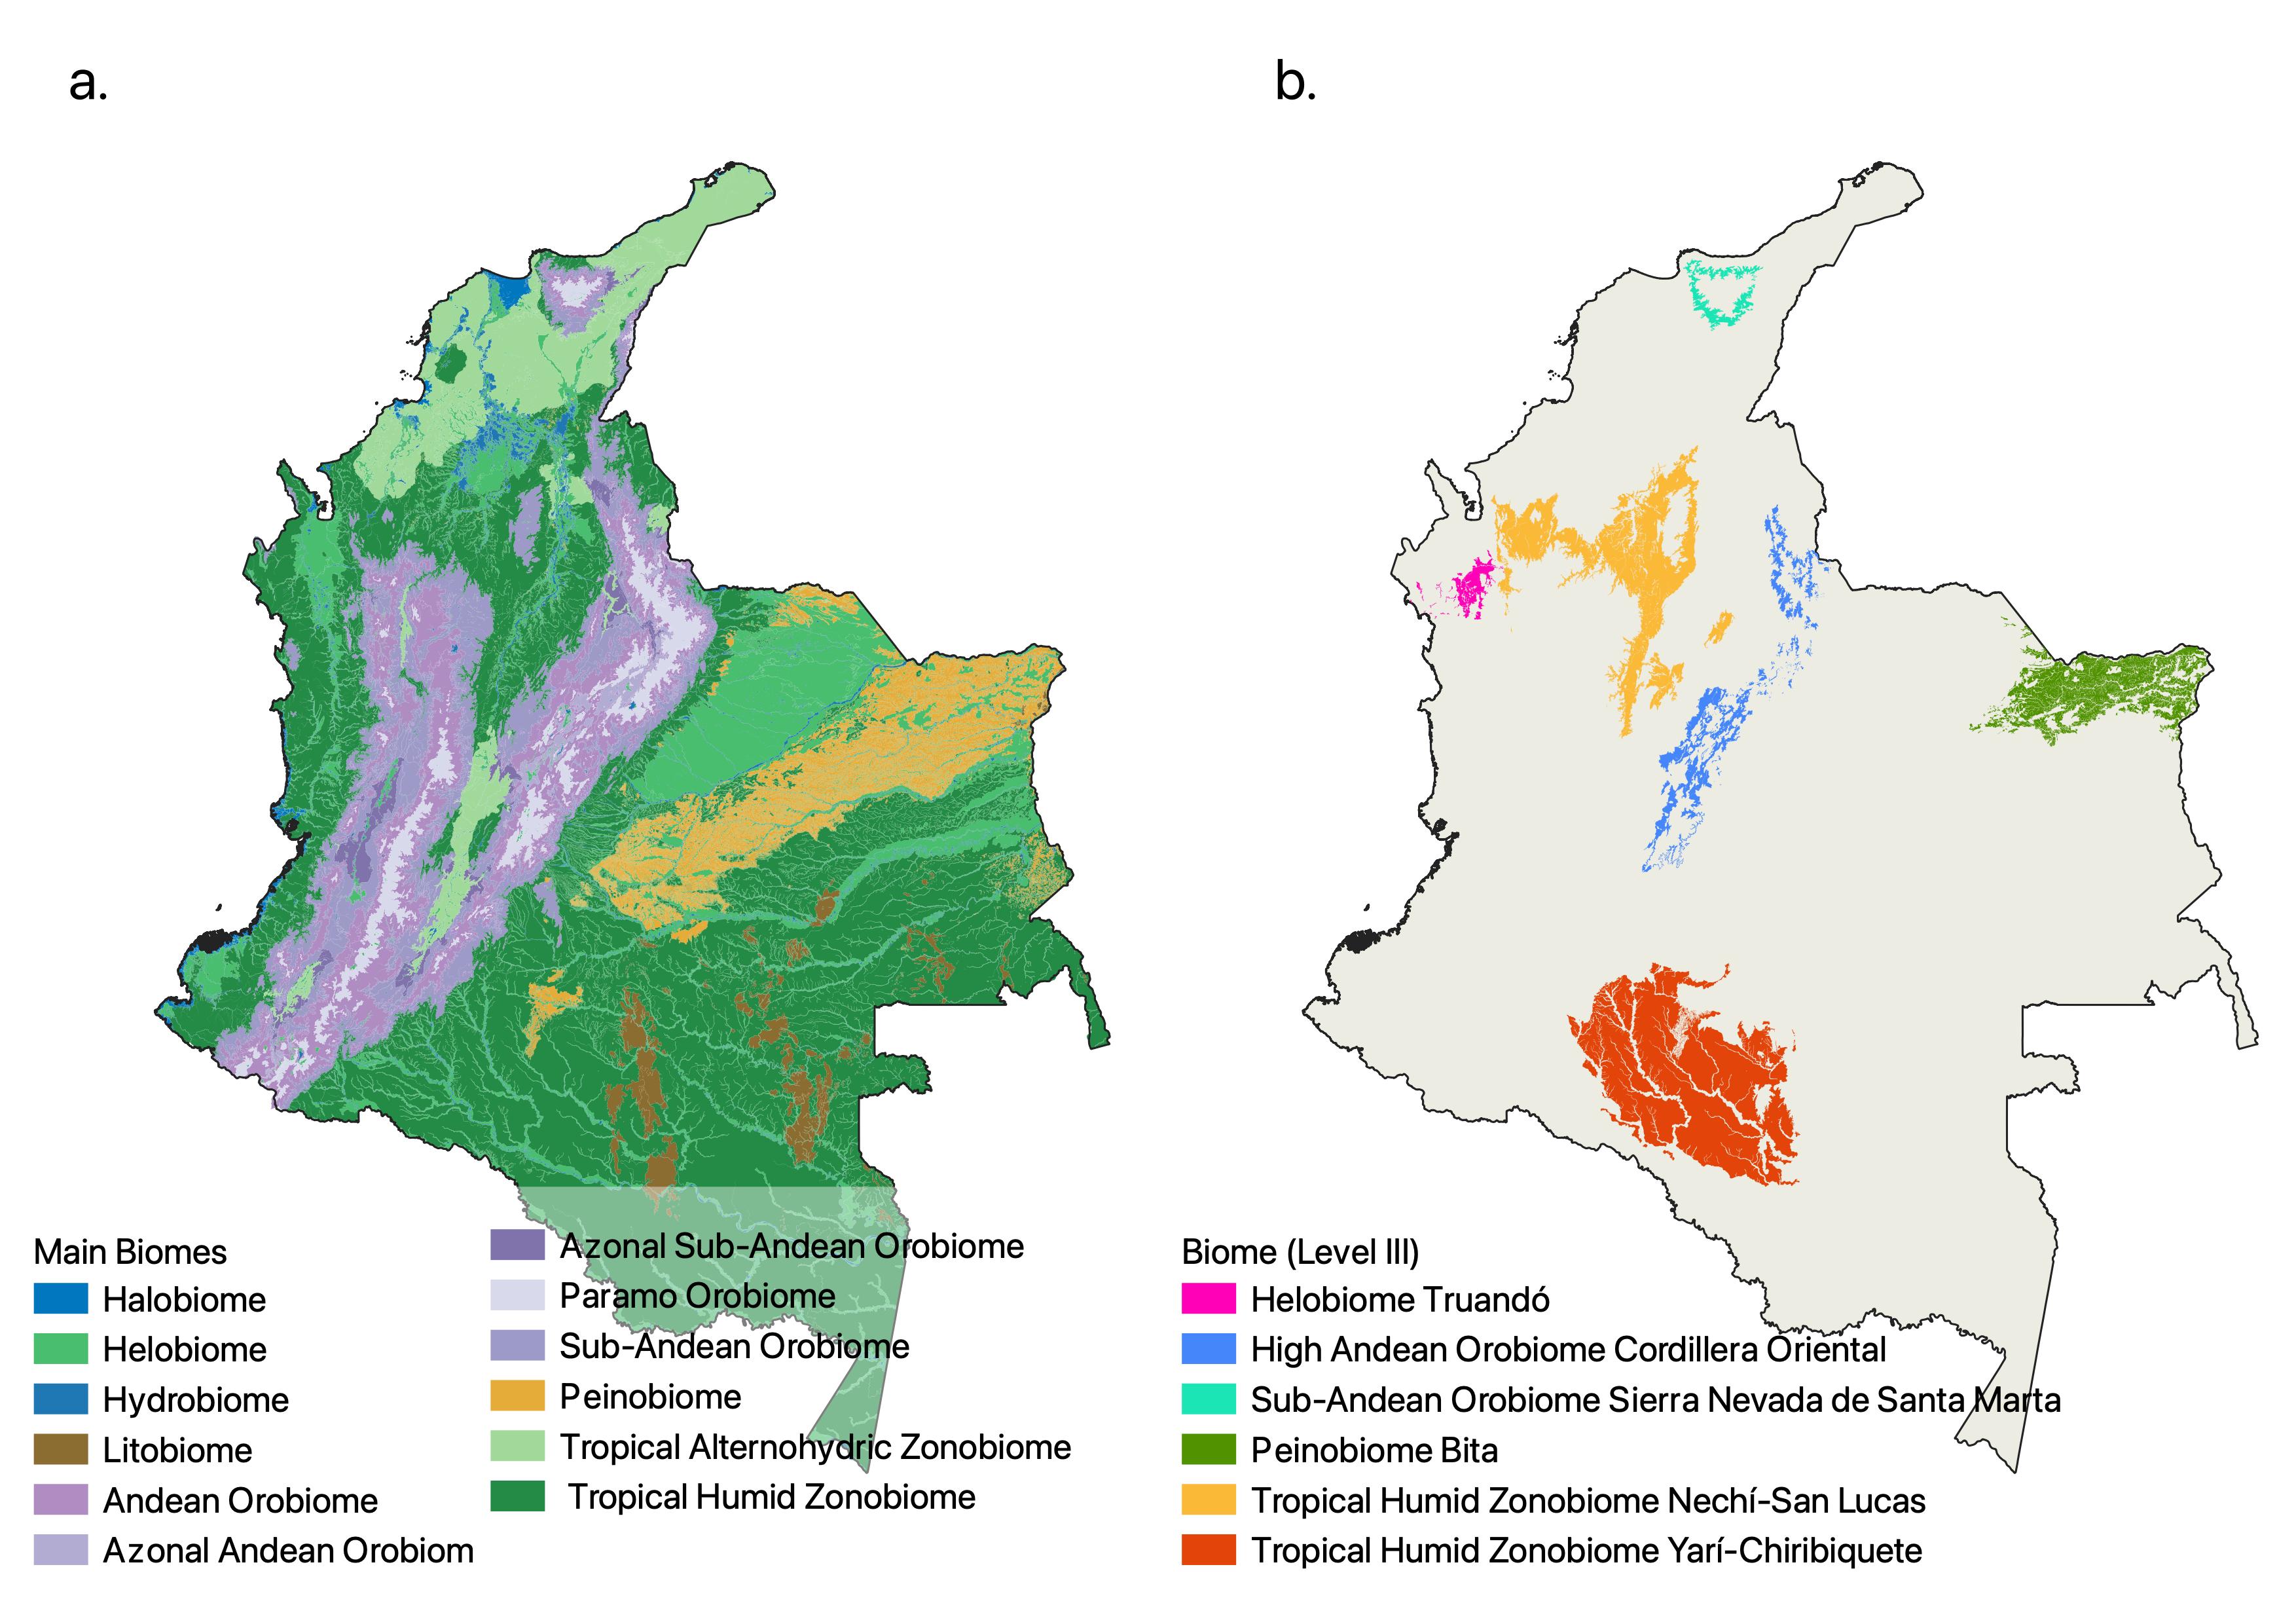 a.
b.
Main Biomes
Halobiome
Helobiome
Hydrobiome
Litobiome
Andean Orobiome
Azonal Andean Orobiom
Azonal Sub-Andean Orobiome
Paramo Orobiome
Sub-Andean Orobiome
Peinobiome
Tropical Alternohydric Zonobiome
Tropical Humid Zonobiome
Biome (Level III)
Helobiome Truandó
High Andean Orobiome Cordillera Oriental
Sub-Andean Orobiome Sierra Nevada de Santa Marta
Peinobiome Bita
Tropical Humid Zonobiome Nechí-San Lucas
Tropical Humid Zonobiome Yarí-Chiribiquete